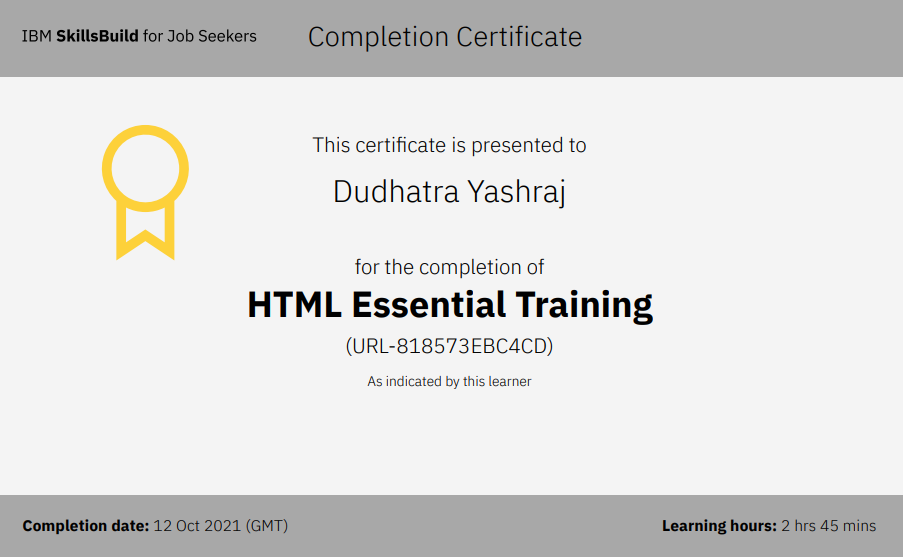 IBM SkillsBuild for Job Seekers
Completion Certificate
This certificate is presented to
Dudhatra Yashraj
for the completion of
HTML Essential Training
(URL-818573EBC4CD)
As indicated by this learner
Completion date: 12 Oct 2021 (GMT)
Learning hours: 2 hrs 45 mins